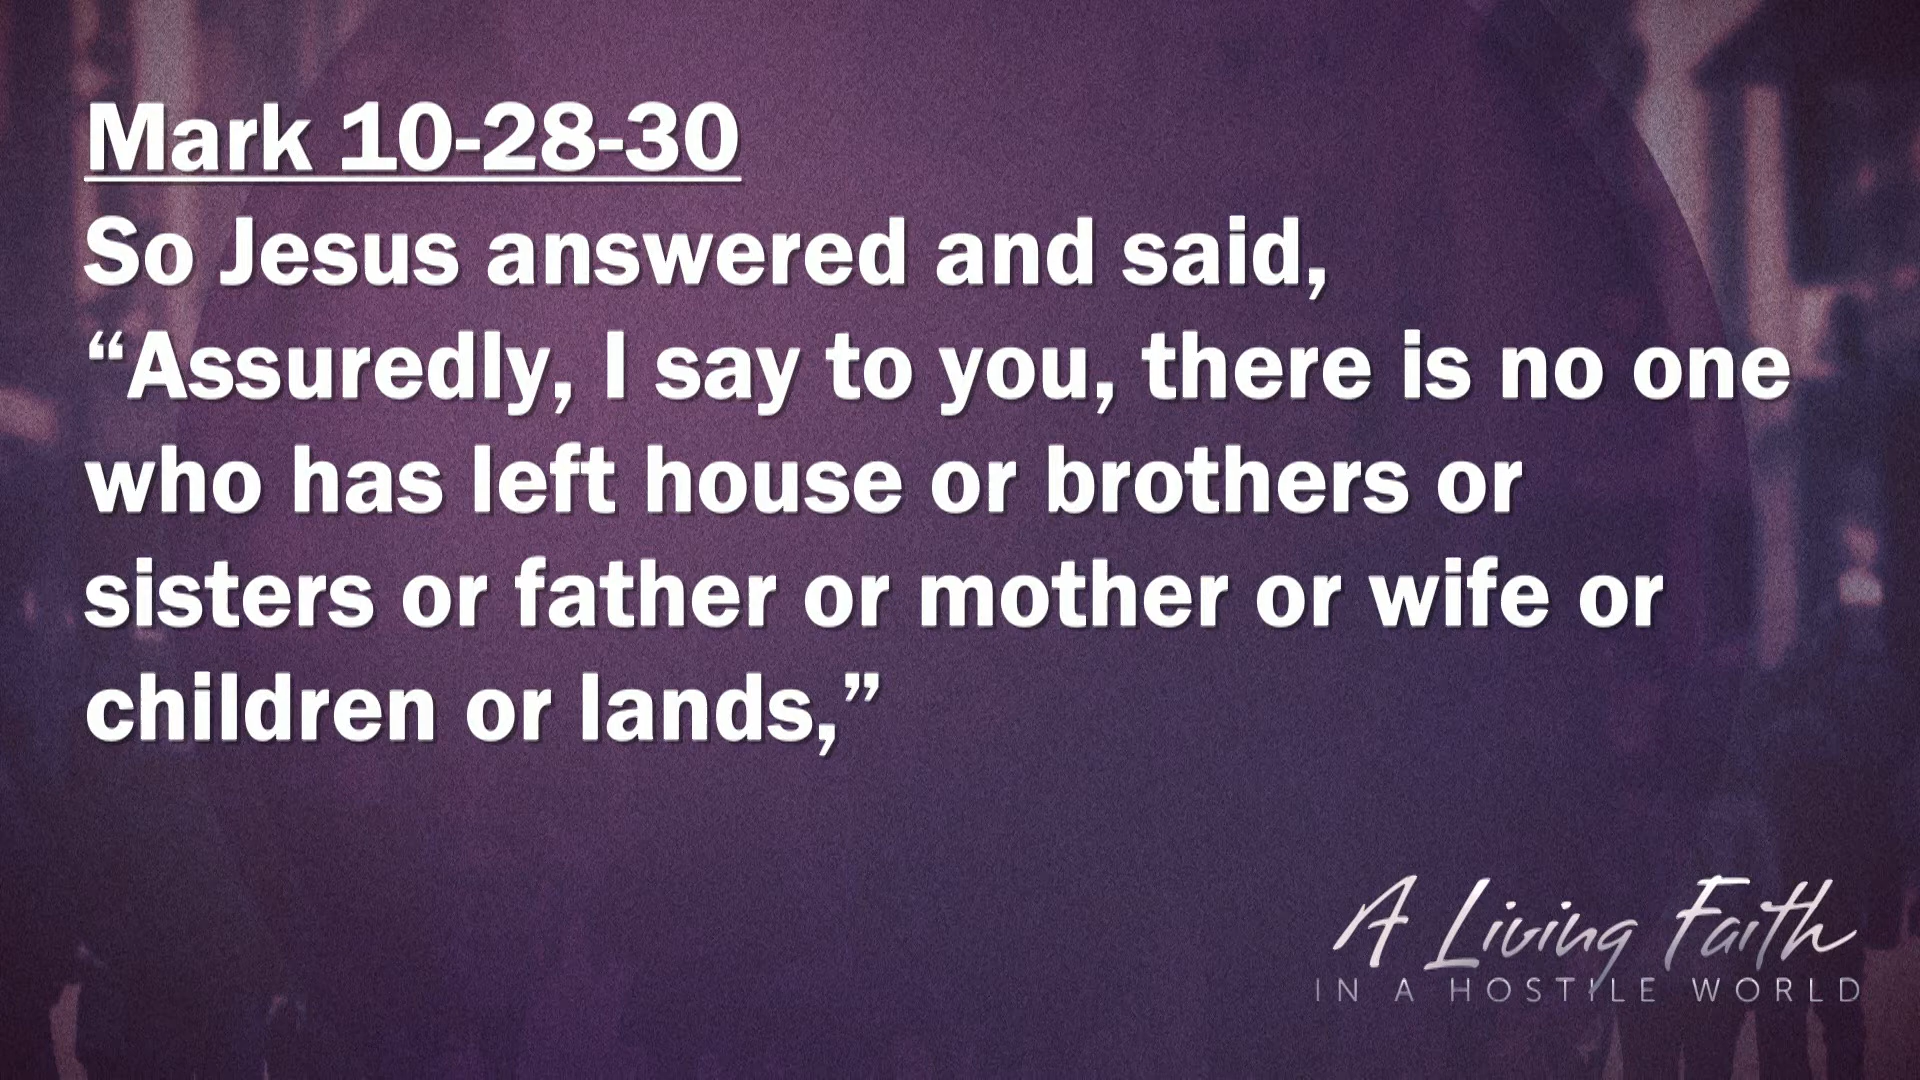 Mark 10-28-30
So Jesus answered and said,
“Assuredly, I say to you, there is no one
who has left house or brothers or
sisters or father or mother or wife or
children or lands,”
A Living Faith
IN A HOSTILE WORLD